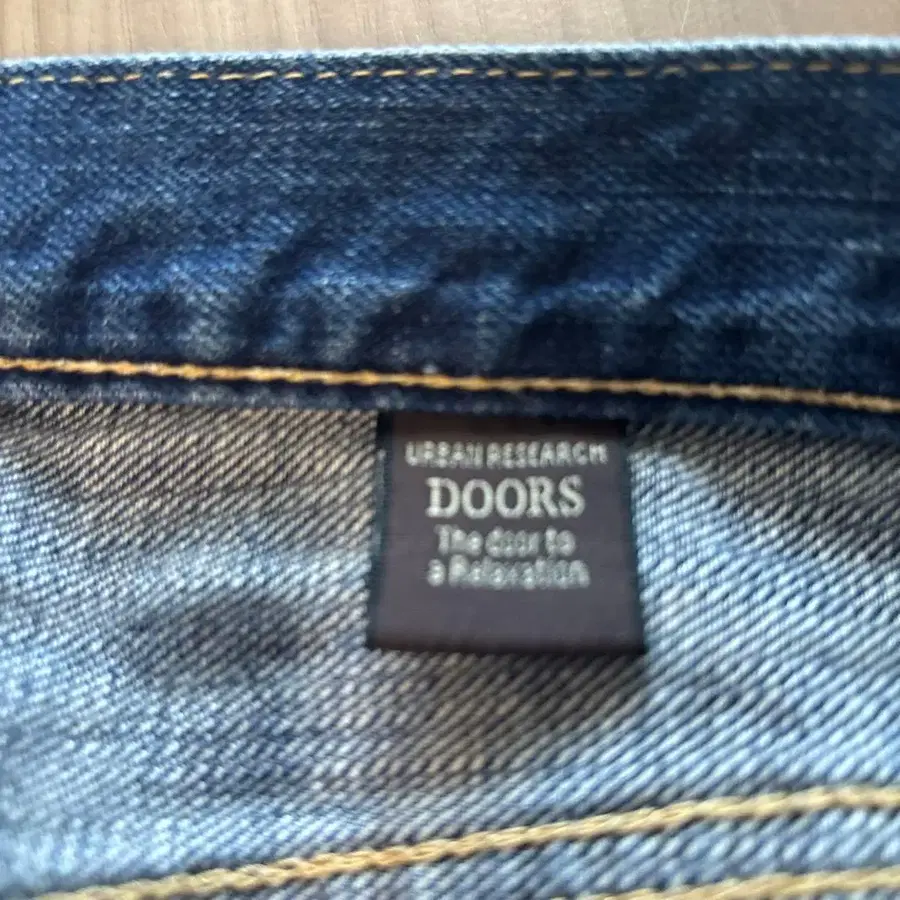 URBAN RESEARCH
DOORS
The door to
a Relaxation